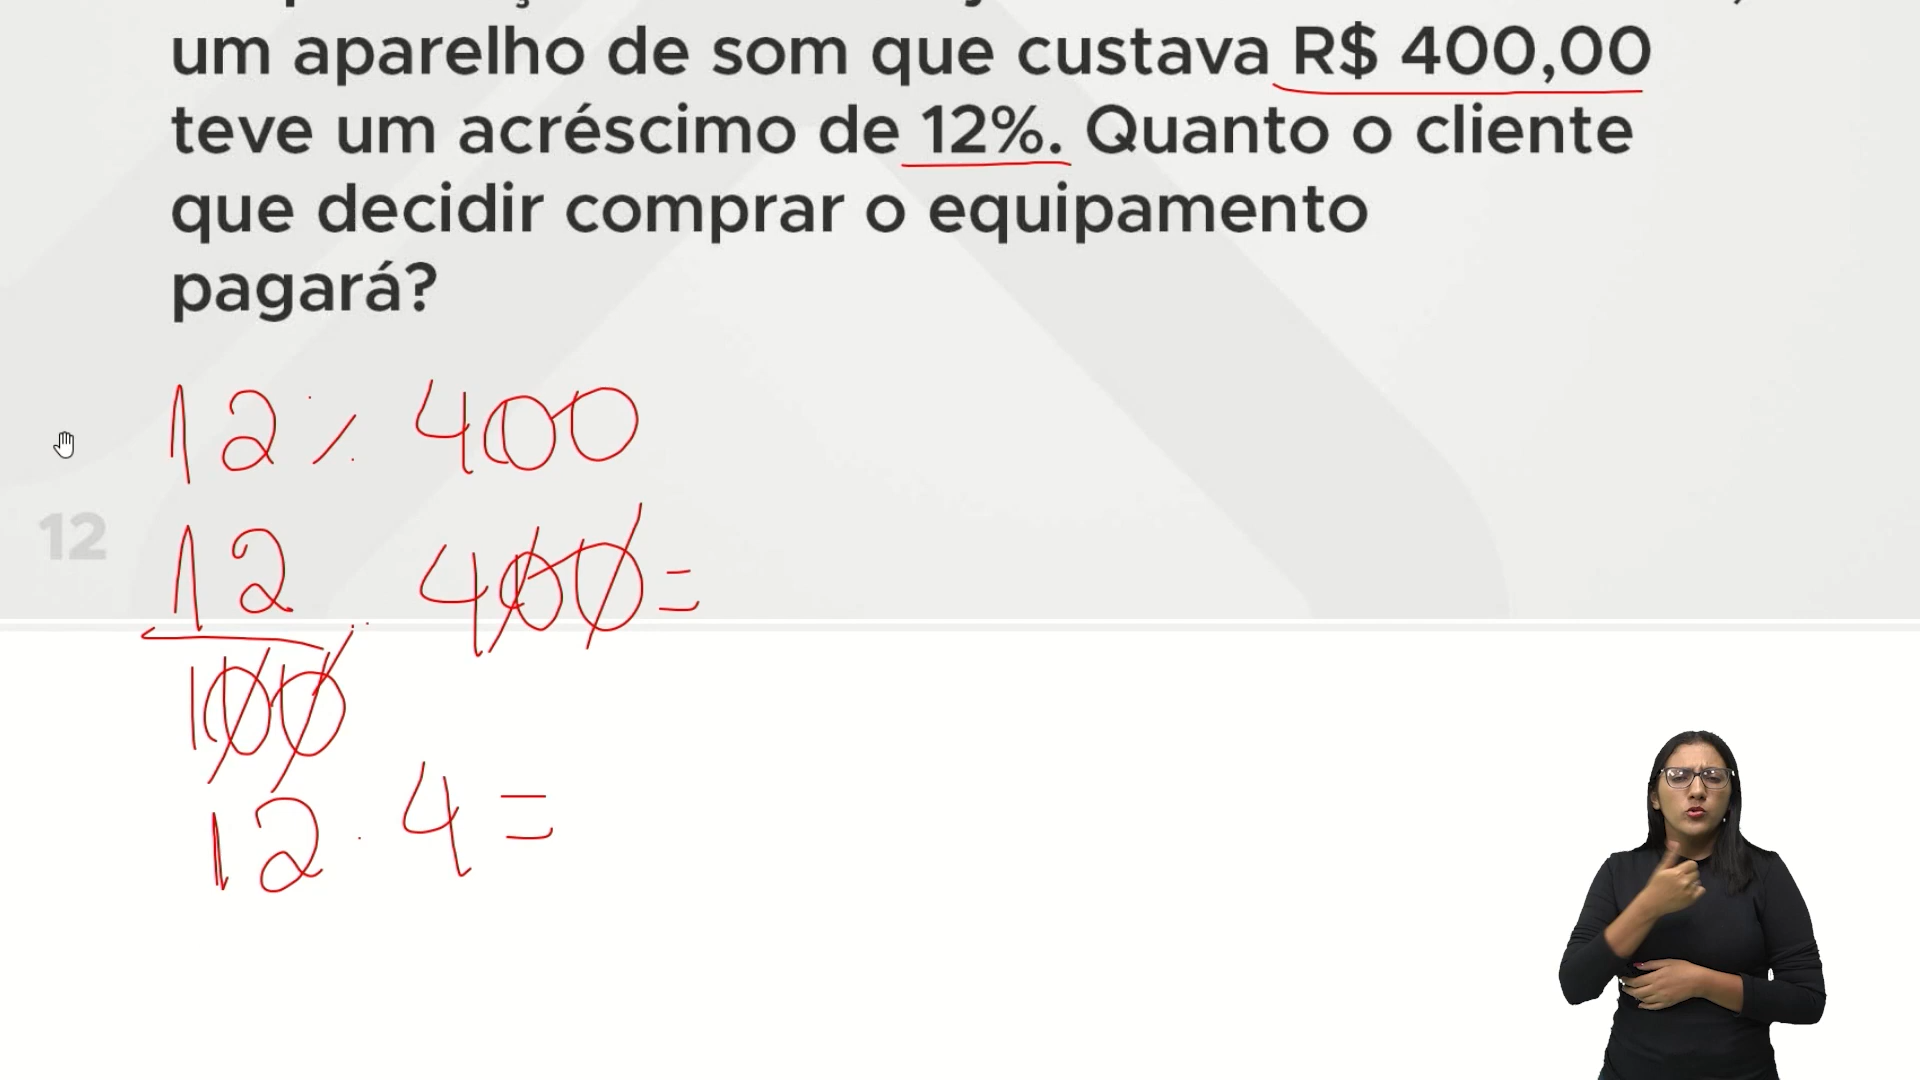 um aparelho de som que custava R$ 400,00
teve um acréscimo de 12%. Quanto o cliente
que decidir comprar o equipamento
pagará?
12% 400
12
12 . 400 =
100
12 . 4 =